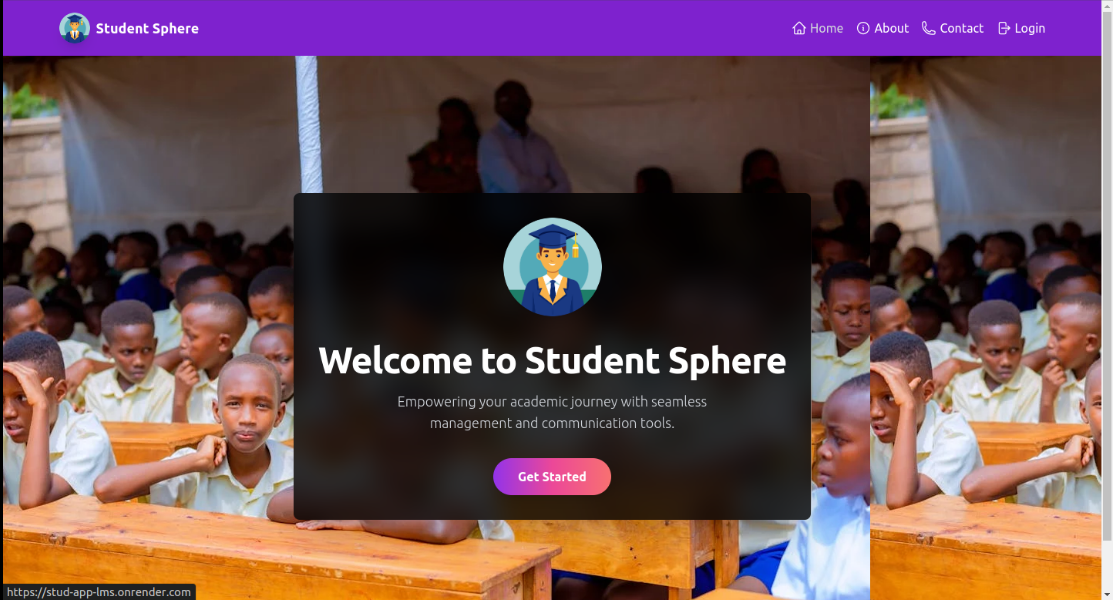 Student Sphere
Home
About
Contact
Login
Welcome to Student Sphere
Empowering your academic journey with seamless
management and communication tools.
Get Started
https://stud-app-lms.onrender.com